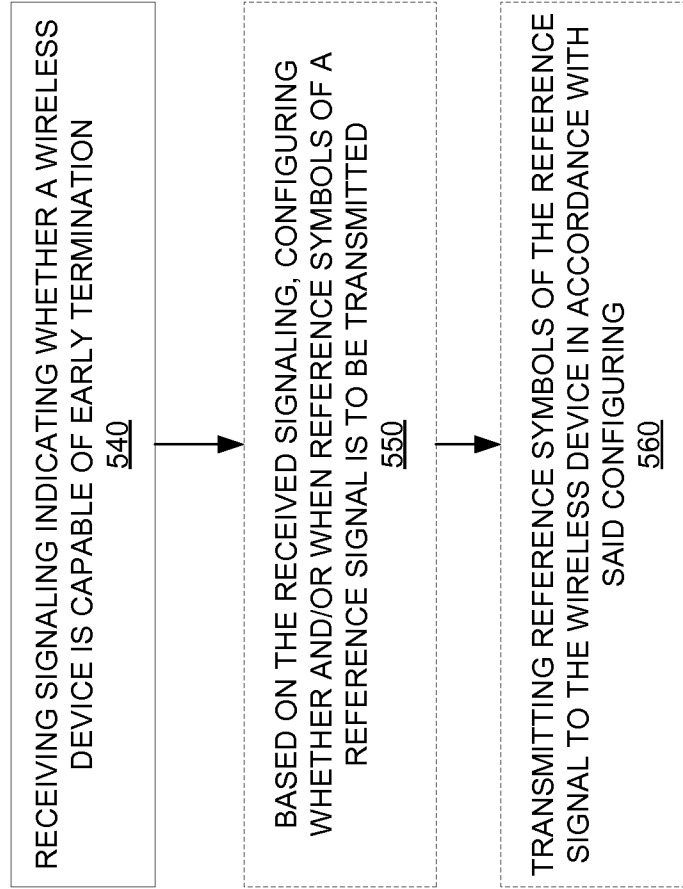 RECEIVING SIGNALING INDICATING WHETHER A WIRELESS
DEVICE IS CAPABLE OF EARLY TERMINATION
540
BASED ON THE RECEIVED SIGNALING, CONFIGURING
WHETHER AND/OR WHEN REFERENCE SYMBOLS OF A
REFERENCE SIGNAL IS TO BE TRANSMITTED
550
TRANSMITTING REFERENCE SYMBOLS OF THE REFERENCE
SIGNAL TO THE WIRELESS DEVICE IN ACCORDANCE WITH
SAID CONFIGURING
560